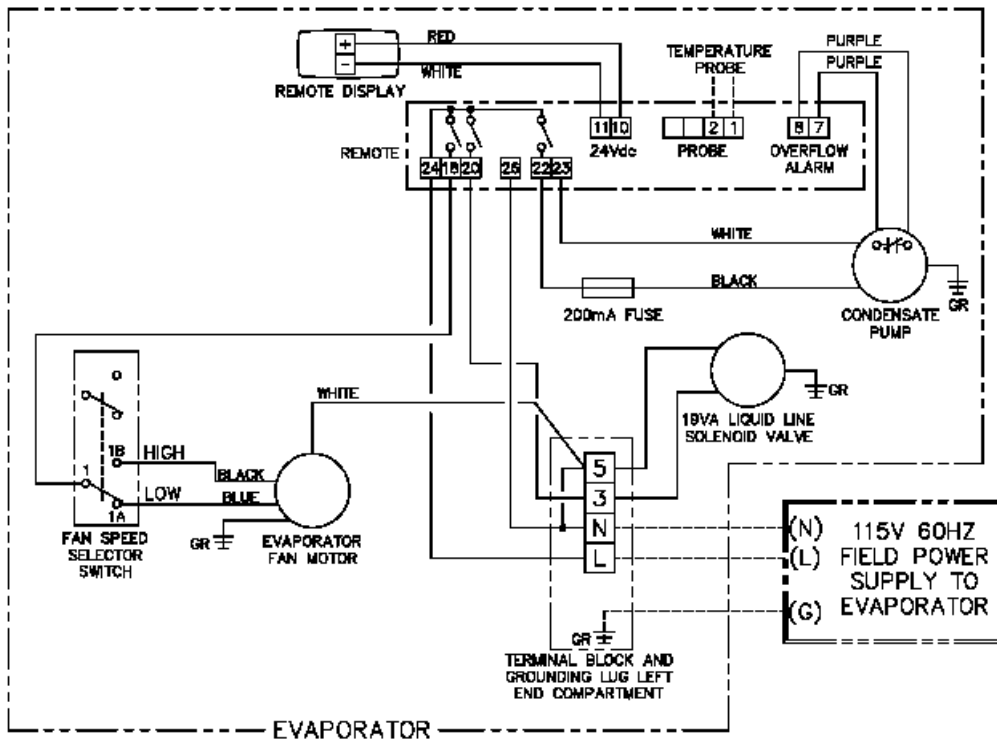 RED
WHITE
+
−
REMOTE DISPLAY
TEMPERATURE
PROBE
PURPLE
PURPLE
11 10
24Vdc
2 1
PROBE
8 7
OVERFLOW
ALARM
REMOTE
24 18 20 25 22 23
WHITE
BLACK
200mA FUSE
GR
CONDENSATE
PUMP
WHITE
GR
19VA LIQUID LINE
SOLENOID VALVE
1B
HIGH
BLACK
1
LOW
BLUE
1A
FAN SPEED
SELECTOR
SWITCH
GR
EVAPORATOR
FAN MOTOR
5
3
N
L
GR
TERMINAL BLOCK AND
GROUNDING LUG LEFT
END COMPARTMENT
(N) 115V 60HZ
(L) FIELD POWER
SUPPLY TO
(G) EVAPORATOR
EVAPORATOR